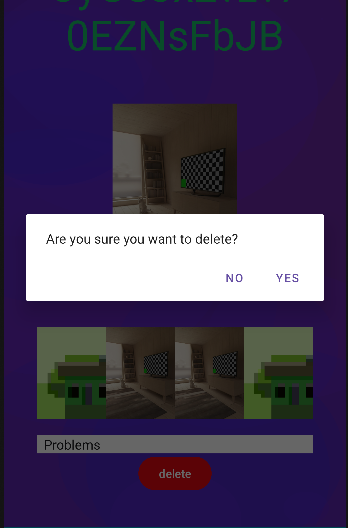 0EZNsFbJB
Are you sure you want to delete?
NO YES
Problems
delete